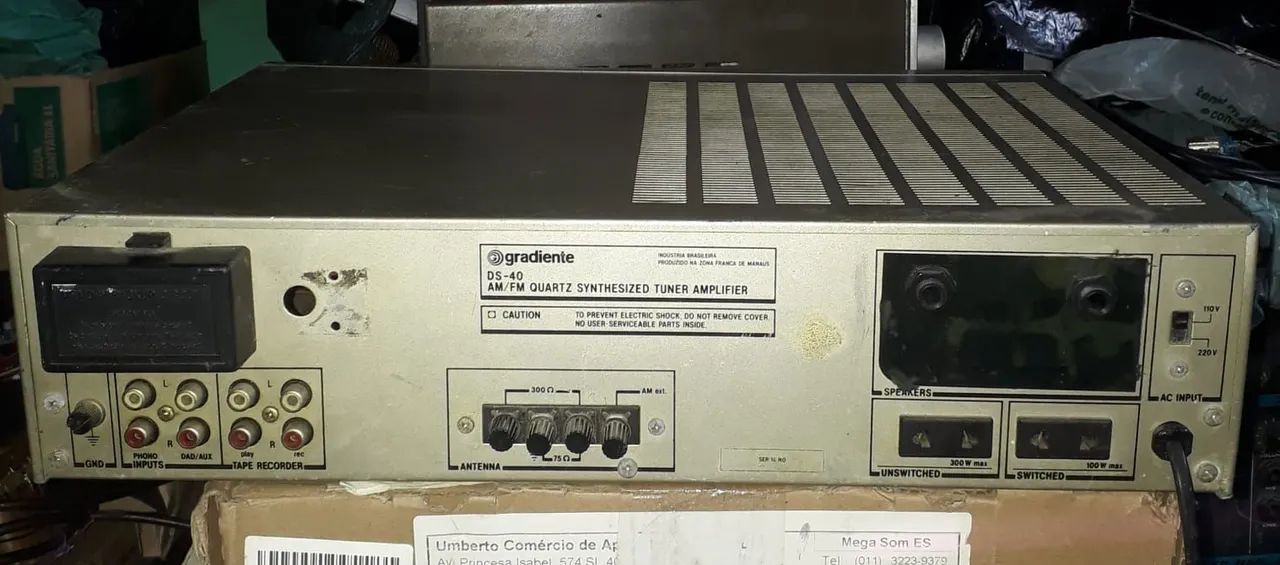 gradiente
INDÚSTRIA BRASILEIRA
PRODUZIDO NA ZONA FRANCA DE MANAUS
DS-40
AM/FM QUARTZ SYNTHESIZED TUNER AMPLIFIER
CAUTION
TO PREVENT ELECTRIC SHOCK, DO NOT REMOVE COVER.
NO USER-SERVICEABLE PARTS INSIDE.
110V
220V
AC INPUT
SPEAKERS
300W max
UNSWITCHED
100W max
SWITCHED
GND
L
R
PHONO
DAD/AUX
INPUTS
L
R
play
rec
TAPE RECORDER
300Ω
AM ext.
75Ω
ANTENNA
Umberto Comércio de Ap
Av. Princesa Isabel, 574 SL 40
L
Mega Som ES
Tel (011) 3223-9379